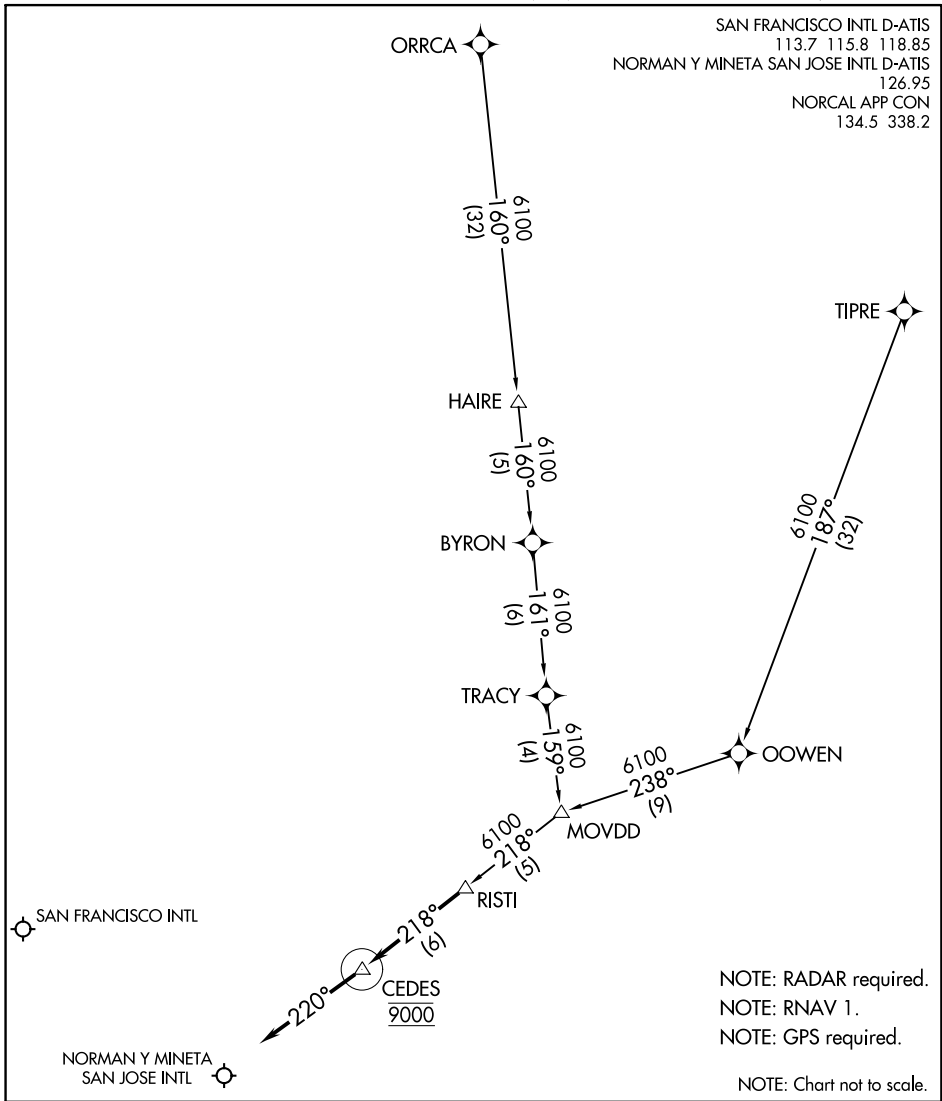 SAN FRANCISCO INTL D-ATIS
113.7 115.8 118.85
NORMAN Y MINETA SAN JOSE INTL D-ATIS
126.95
NORCAL APP CON
134.5 338.2
ORRCA
6100
160°
(32)
TIPRE
HAIRE
6100
160°
(5)
6100
187°
(32)
BYRON
6100
161°
(6)
TRACY
6100
159°
(4)
OOWEN
6100
238°
(9)
MOVDD
6100
218°
(5)
RISTI
218°
(6)
SAN FRANCISCO INTL
CEDES
9000
220°
NORMAN Y MINETA
SAN JOSE INTL
NOTE: RADAR required.
NOTE: RNAV 1.
NOTE: GPS required.
NOTE: Chart not to scale.